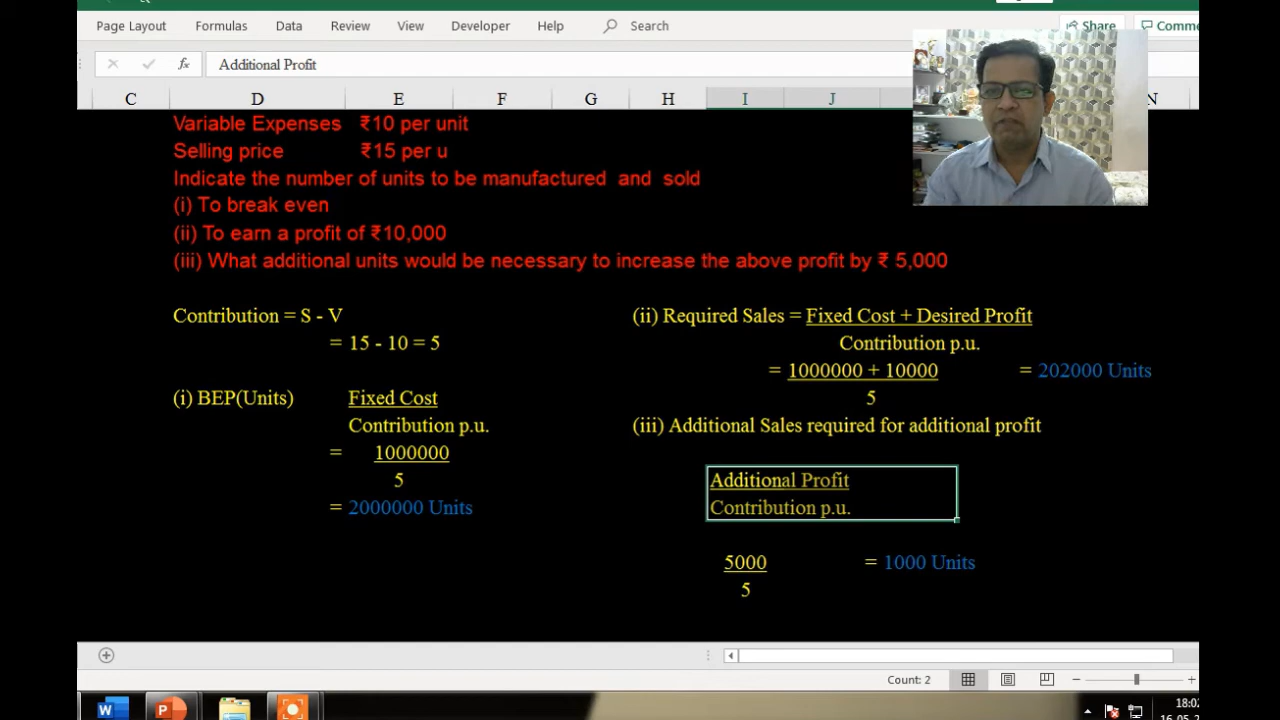 Page Layout Formulas Data Review View Developer Help Search Share Comme
fx Additional Profit
C D E F G H I J N
Variable Expenses ₹10 per unit
Selling price ₹15 per u
Indicate the number of units to be manufactured and sold
(i) To break even
(ii) To earn a profit of ₹10,000
(iii) What additional units would be necessary to increase the above profit by ₹ 5,000
Contribution = S - V
= 15 - 10 = 5
(i) BEP(Units) Fixed Cost
Contribution p.u.
= 1000000
5
= 2000000 Units
(ii) Required Sales = Fixed Cost + Desired Profit
Contribution p.u.
= 1000000 + 10000 = 202000 Units
5
(iii) Additional Sales required for additional profit
Additional Profit
Contribution p.u.
5000 = 1000 Units
5
Count: 2
18:02